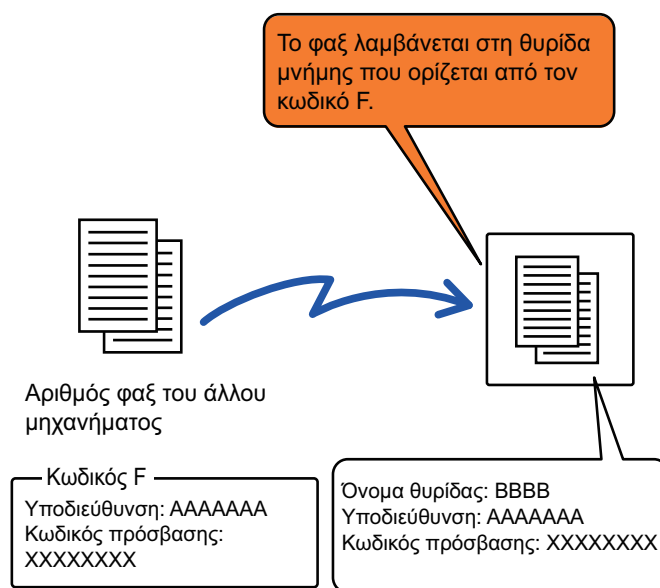 Το φαξ λαμβάνεται στη θυρίδα
μνήμης που ορίζεται από τον
κωδικό F.
Αριθμός φαξ του άλλου
μηχανήματος
Κωδικός F
Υποδιεύθυνση: AAAAAAA
Κωδικός πρόσβασης:
XXXXXXXX
Όνομα θυρίδας: BBBB
Υποδιεύθυνση: AAAAAAA
Κωδικός πρόσβασης: XXXXXXXX